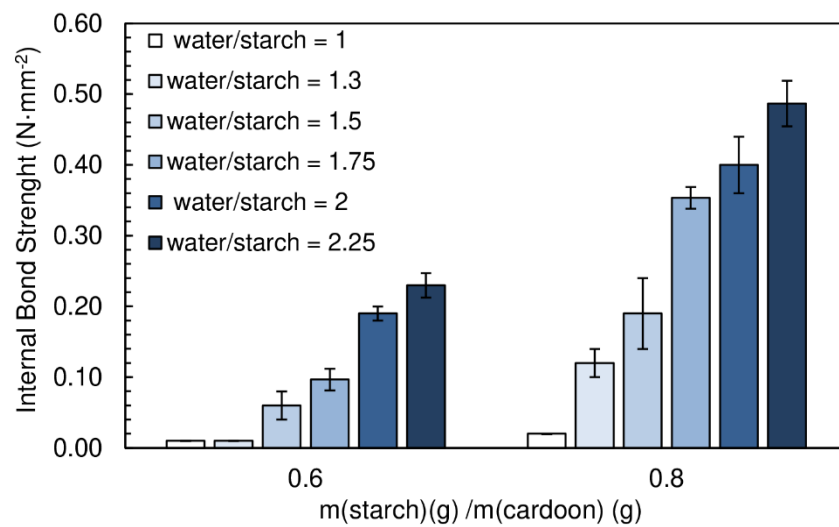 Internal Bond Strenght (N·mm-2)
0.60
0.50
0.40
0.30
0.20
0.10
0.00
water/starch = 1
water/starch = 1.3
water/starch = 1.5
water/starch = 1.75
water/starch = 2
water/starch = 2.25
0.6
0.8
m(starch)(g) /m(cardoon) (g)